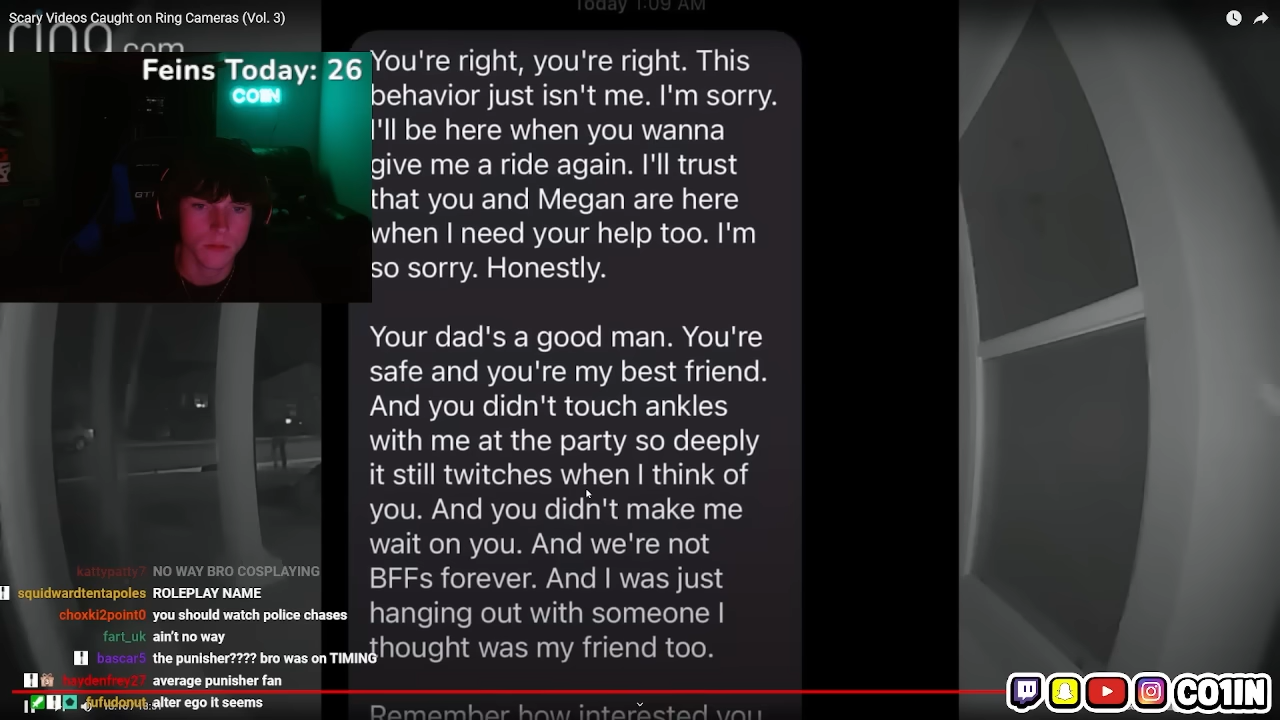 Scary Videos Caught on Ring Cameras (Vol. 3)
ring.com
Today 1:09 AM
Feins Today: 26
COIN
GT
You're right, you're right. This
behavior just isn't me. I'm sorry.
I'll be here when you wanna
give me a ride again. I'll trust
that you and Megan are here
when I need your help too. I'm
so sorry. Honestly.
Your dad's a good man. You're
safe and you're my best friend.
And you didn't touch ankles
with me at the party so deeply
it still twitches when I think of
you. And you didn't make me
wait on you. And we're not
BFFs forever. And I was just
hanging out with someone I
thought was my friend too.
Remember how interested you
kattypatty7 NO WAY BRO COSPLAYING
squidwardtentapoles ROLEPLAY NAME
choxki2point0 you should watch police chases
fart_uk ain't no way
bascar5 the punisher???? bro was on TIMING
haydenfrey27 average punisher fan
fufudonut alter ego it seems
CO1IN